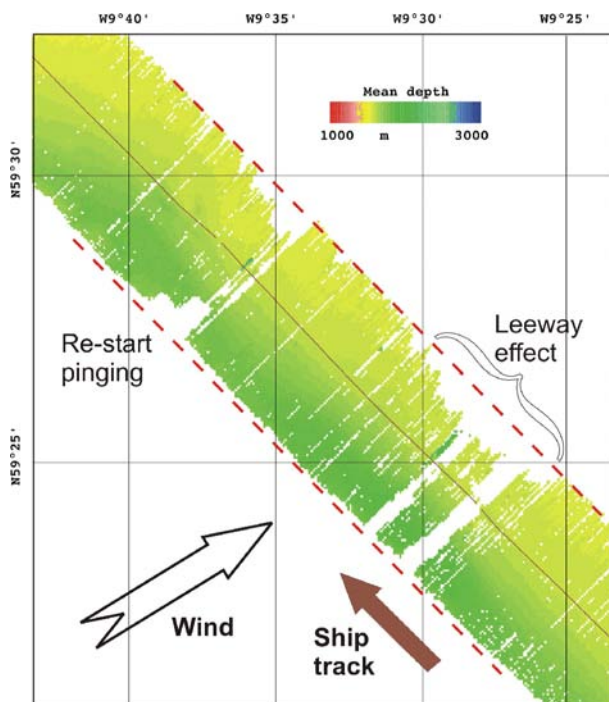 W9°40' W9°35' W9°30' W9°25'
Mean depth
1000 m 3000
N59°30'
Leeway
effect
Re-start
pinging
N59°25'
Wind
Ship
track